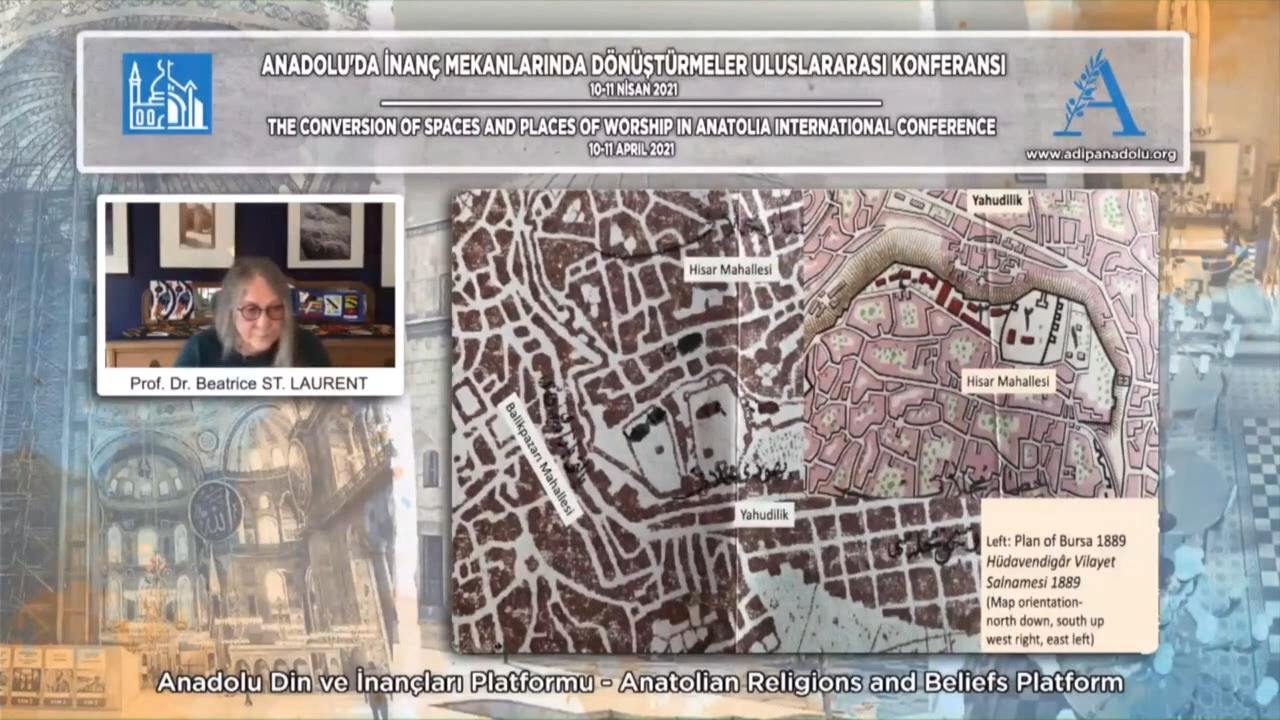 ANADOLU'DA İNANÇ MEKANLARINDA DÖNÜŞTÜRMELER ULUSLARARASI KONFERANSI
10-11 NİSAN 2021
THE CONVERSION OF SPACES AND PLACES OF WORSHIP IN ANATOLIA INTERNATIONAL CONFERENCE
10-11 APRIL 2021
www.adipanadolu.org
Prof. Dr. Beatrice ST. LAURENT
Yahudilik
Hisar Mahallesi
Hisar Mahallesi
Balikpazari Mahallesi
Yahudilik
Left: Plan of Bursa 1889
Hüdavendigâr Vilayet
Salnamesi 1889
(Map orientation-
north down, south up
west right, east left)
Anadolu Din ve İnançları Platformu - Anatolian Religions and Beliefs Platform